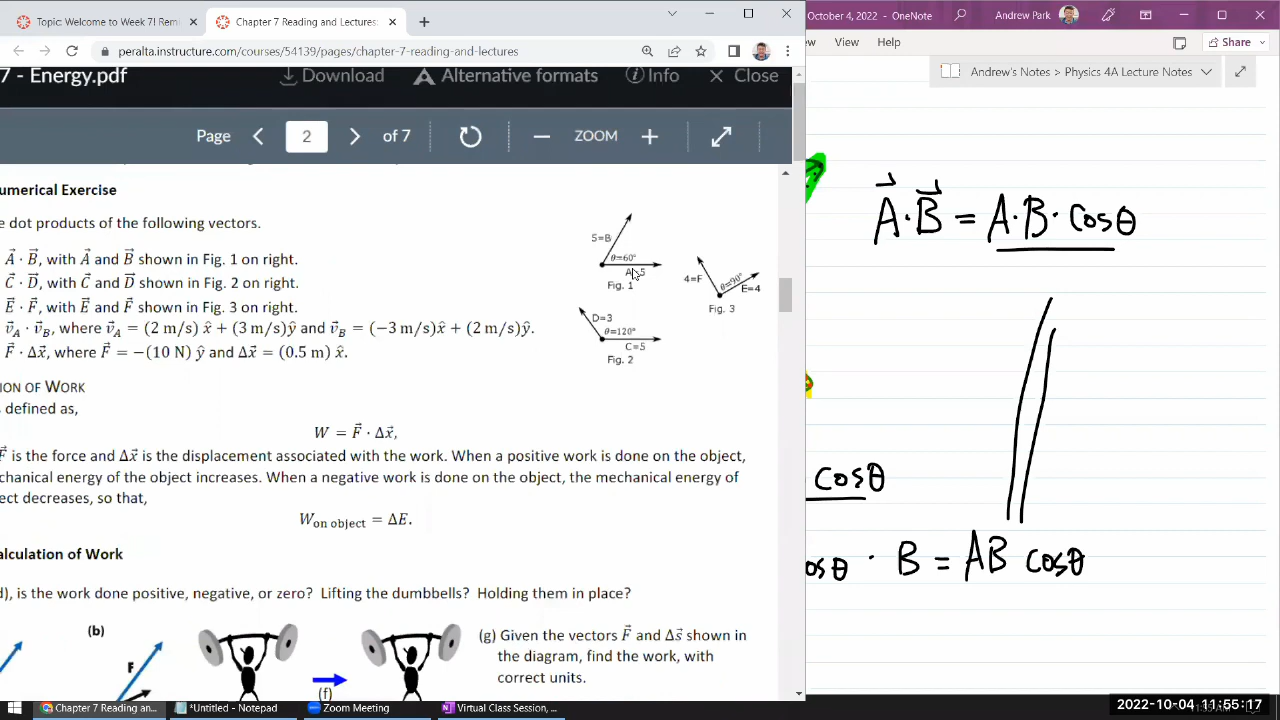 Topic: Welcome to Week 7! Remi
Chapter 7 Reading and Lectures:
October 4, 2022 - OneNote
Andrew Park
peralta.instructure.com/courses/54139/pages/chapter-7-reading-and-lectures
View
Help
Share
7 - Energy.pdf
Download
Alternative formats
Info
Close
Andrew's Notes > Physics 4A Lecture Notes
Page
2
of 7
ZOOM
umerical Exercise
e dot products of the following vectors.
A⃗ · B⃗, with A⃗ and B⃗ shown in Fig. 1 on right.
C⃗ · D⃗, with C⃗ and D⃗ shown in Fig. 2 on right.
E⃗ · F⃗, with E⃗ and F⃗ shown in Fig. 3 on right.
v⃗_A · v⃗_B, where v⃗_A = (2 m/s) x̂ + (3 m/s)ŷ and v⃗_B = (−3 m/s)x̂ + (2 m/s)ŷ.
F⃗ · Δx⃗, where F⃗ = −(10 N) ŷ and Δx⃗ = (0.5 m) x̂.
5=B
θ=60°
Fig. 1
4=F
θ=90°
E=4
Fig. 3
D=3
θ=120°
C=5
Fig. 2
ION OF WORK
s defined as,
W = F⃗ · Δx⃗,
F⃗ is the force and Δx⃗ is the displacement associated with the work. When a positive work is done on the object,
chanical energy of the object increases. When a negative work is done on the object, the mechanical energy of
ect decreases, so that,
W_on object = ΔE.
alculation of Work
d), is the work done positive, negative, or zero? Lifting the dumbbells? Holding them in place?
(b)
F
(f)
(g) Given the vectors F⃗ and Δs⃗ shown in
the diagram, find the work, with
correct units.
A⃗·B⃗ = A·B·cosθ
cosθ
osθ · B = AB cosθ
Chapter 7 Reading an
*Untitled - Notepad
Zoom Meeting
Virtual Class Session,...
2022-10-04 11:55:17